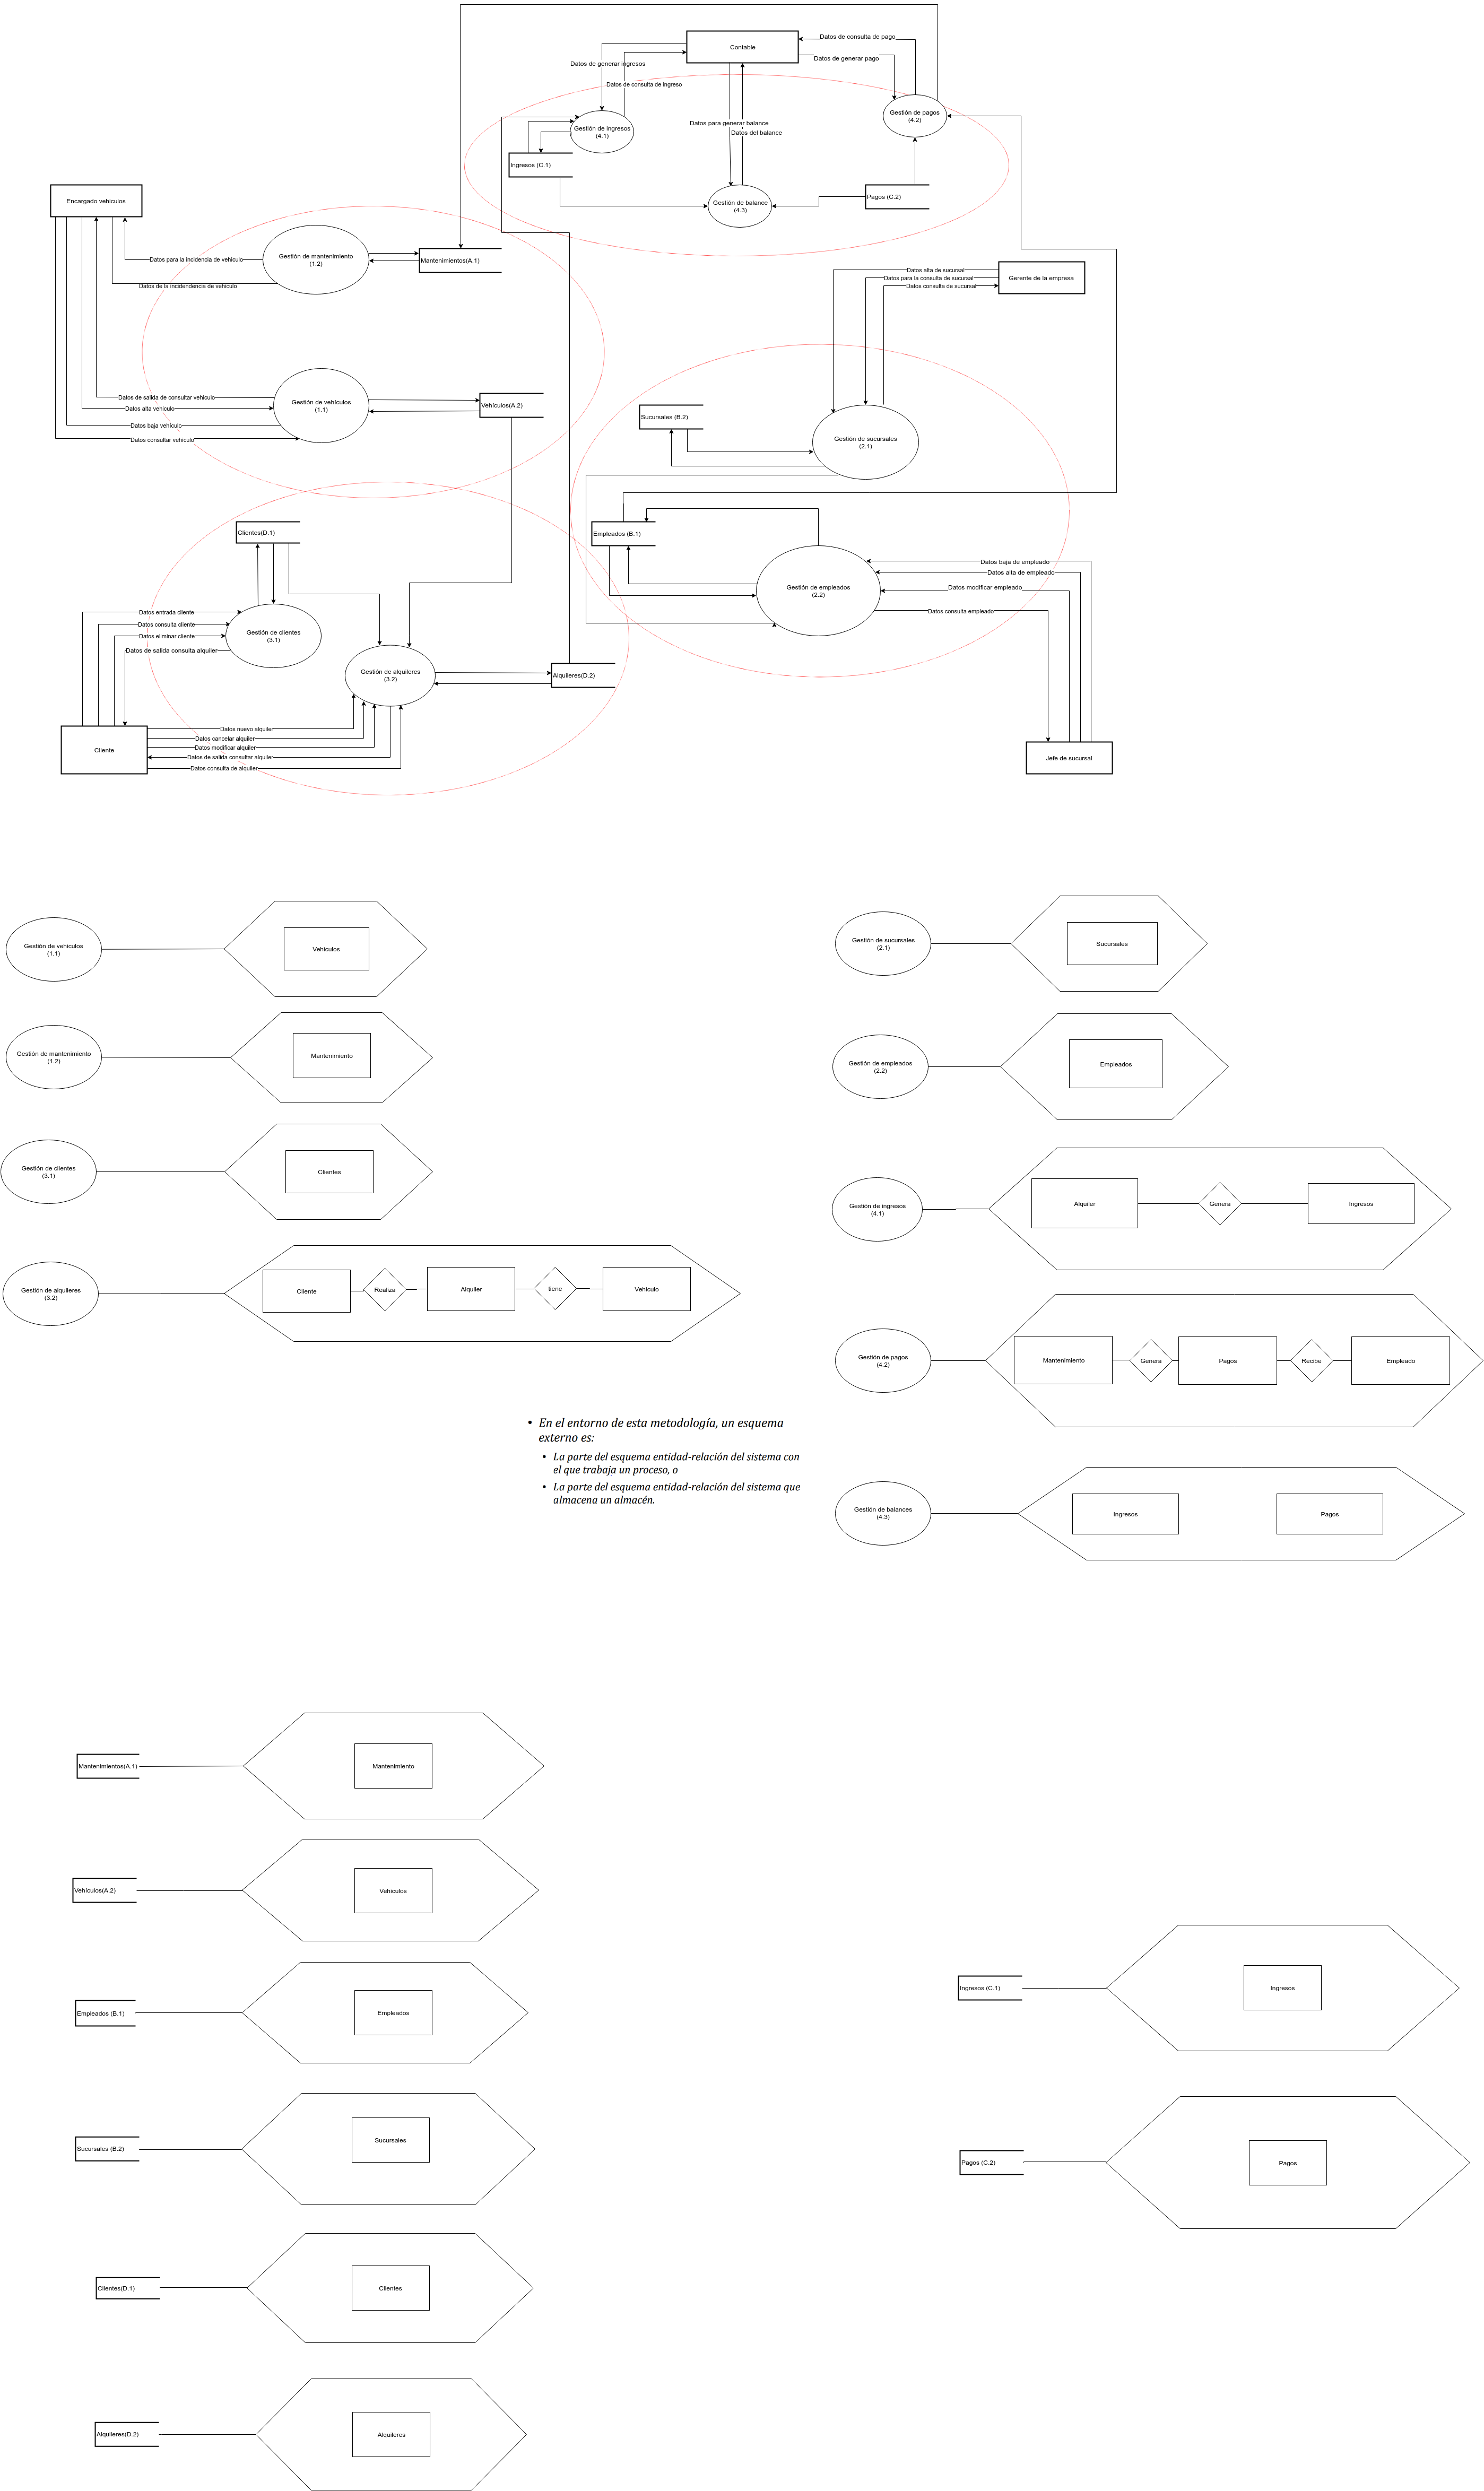 Datos de consulta de pago
Contable
Datos de generar pago
Datos de generar ingresos
Datos de consulta de ingreso
Gestión de pagos
(4.2)
Datos para generar balance
Datos del balance
Gestión de ingresos
(4.1)
Ingresos (C.1)
Pagos (C.2)
Gestión de balance
(4.3)
Encargado vehiculos
Gestión de mantenimiento
(1.2)
Datos para la incidencia de vehiculo
Mantenimientos(A.1)
Datos de la incidendencia de vehiculo
Datos alta de sucursal
Datos para la consulta de sucursal
Datos consulta de sucursal
Gerente de la empresa
Datos de salida de consultar vehiculo
Datos alta vehiculo
Datos baja vehículo
Datos consultar vehiculo
Gestión de vehículos
(1.1)
Vehículos(A.2)
Sucursales (B.2)
Gestión de sucursales
(2.1)
Clientes(D.1)
Empleados (B.1)
Datos baja de empleado
Datos alta de empleado
Datos modificar empleado
Datos consulta empleado
Gestión de empleados
(2.2)
Datos entrada cliente
Datos consulta cliente
Datos eliminar cliente
Datos de salida consulta alquiler
Gestión de clientes
(3.1)
Gestión de alquileres
(3.2)
Alquileres(D.2)
Cliente
Datos nuevo alquiler
Datos cancelar alquiler
Datos modificar alquiler
Datos de salida consultar alquiler
Datos consulta de alquiler
Jefe de sucursal
Gestión de vehiculos
(1.1)
Vehículos
Gestión de sucursales
(2.1)
Sucursales
Gestión de mantenimiento
(1.2)
Mantenimiento
Gestión de empleados
(2.2)
Empleados
Gestión de clientes
(3.1)
Clientes
Gestión de ingresos
(4.1)
Alquiler
Genera
Ingresos
Gestión de alquileres
(3.2)
Cliente
Realiza
Alquiler
tiene
Vehiculo
Gestión de pagos
(4.2)
Mantenimiento
Genera
Pagos
Recibe
Empleado
• En el entorno de esta metodología, un esquema
externo es:
• La parte del esquema entidad-relación del sistema con
el que trabaja un proceso, o
• La parte del esquema entidad-relación del sistema que
almacena un almacén.
Gestión de balances
(4.3)
Ingresos
Pagos
Mantenimientos(A.1)
Mantenimiento
Vehículos(A.2)
Vehiculos
Empleados (B.1)
Empleados
Ingresos (C.1)
Ingresos
Sucursales (B.2)
Sucursales
Pagos (C.2)
Pagos
Clientes(D.1)
Clientes
Alquileres(D.2)
Alquileres